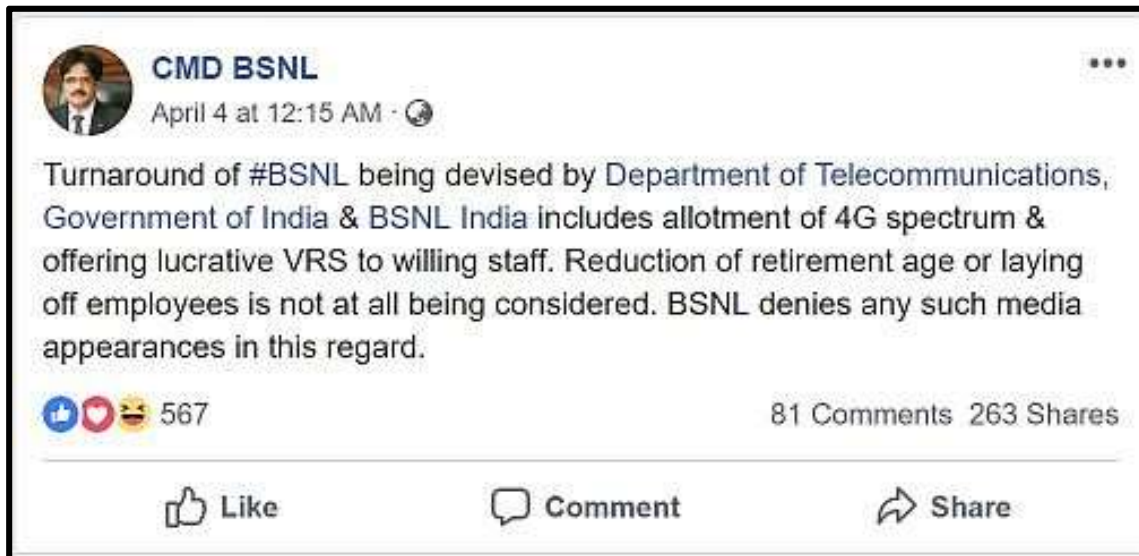 CMD BSNL
April 4 at 12:15 AM ·
Turnaround of #BSNL being devised by Department of Telecommunications,
Government of India & BSNL India includes allotment of 4G spectrum &
offering lucrative VRS to willing staff. Reduction of retirement age or laying
off employees is not at all being considered. BSNL denies any such media
appearances in this regard.
567 81 Comments 263 Shares
Like Comment Share